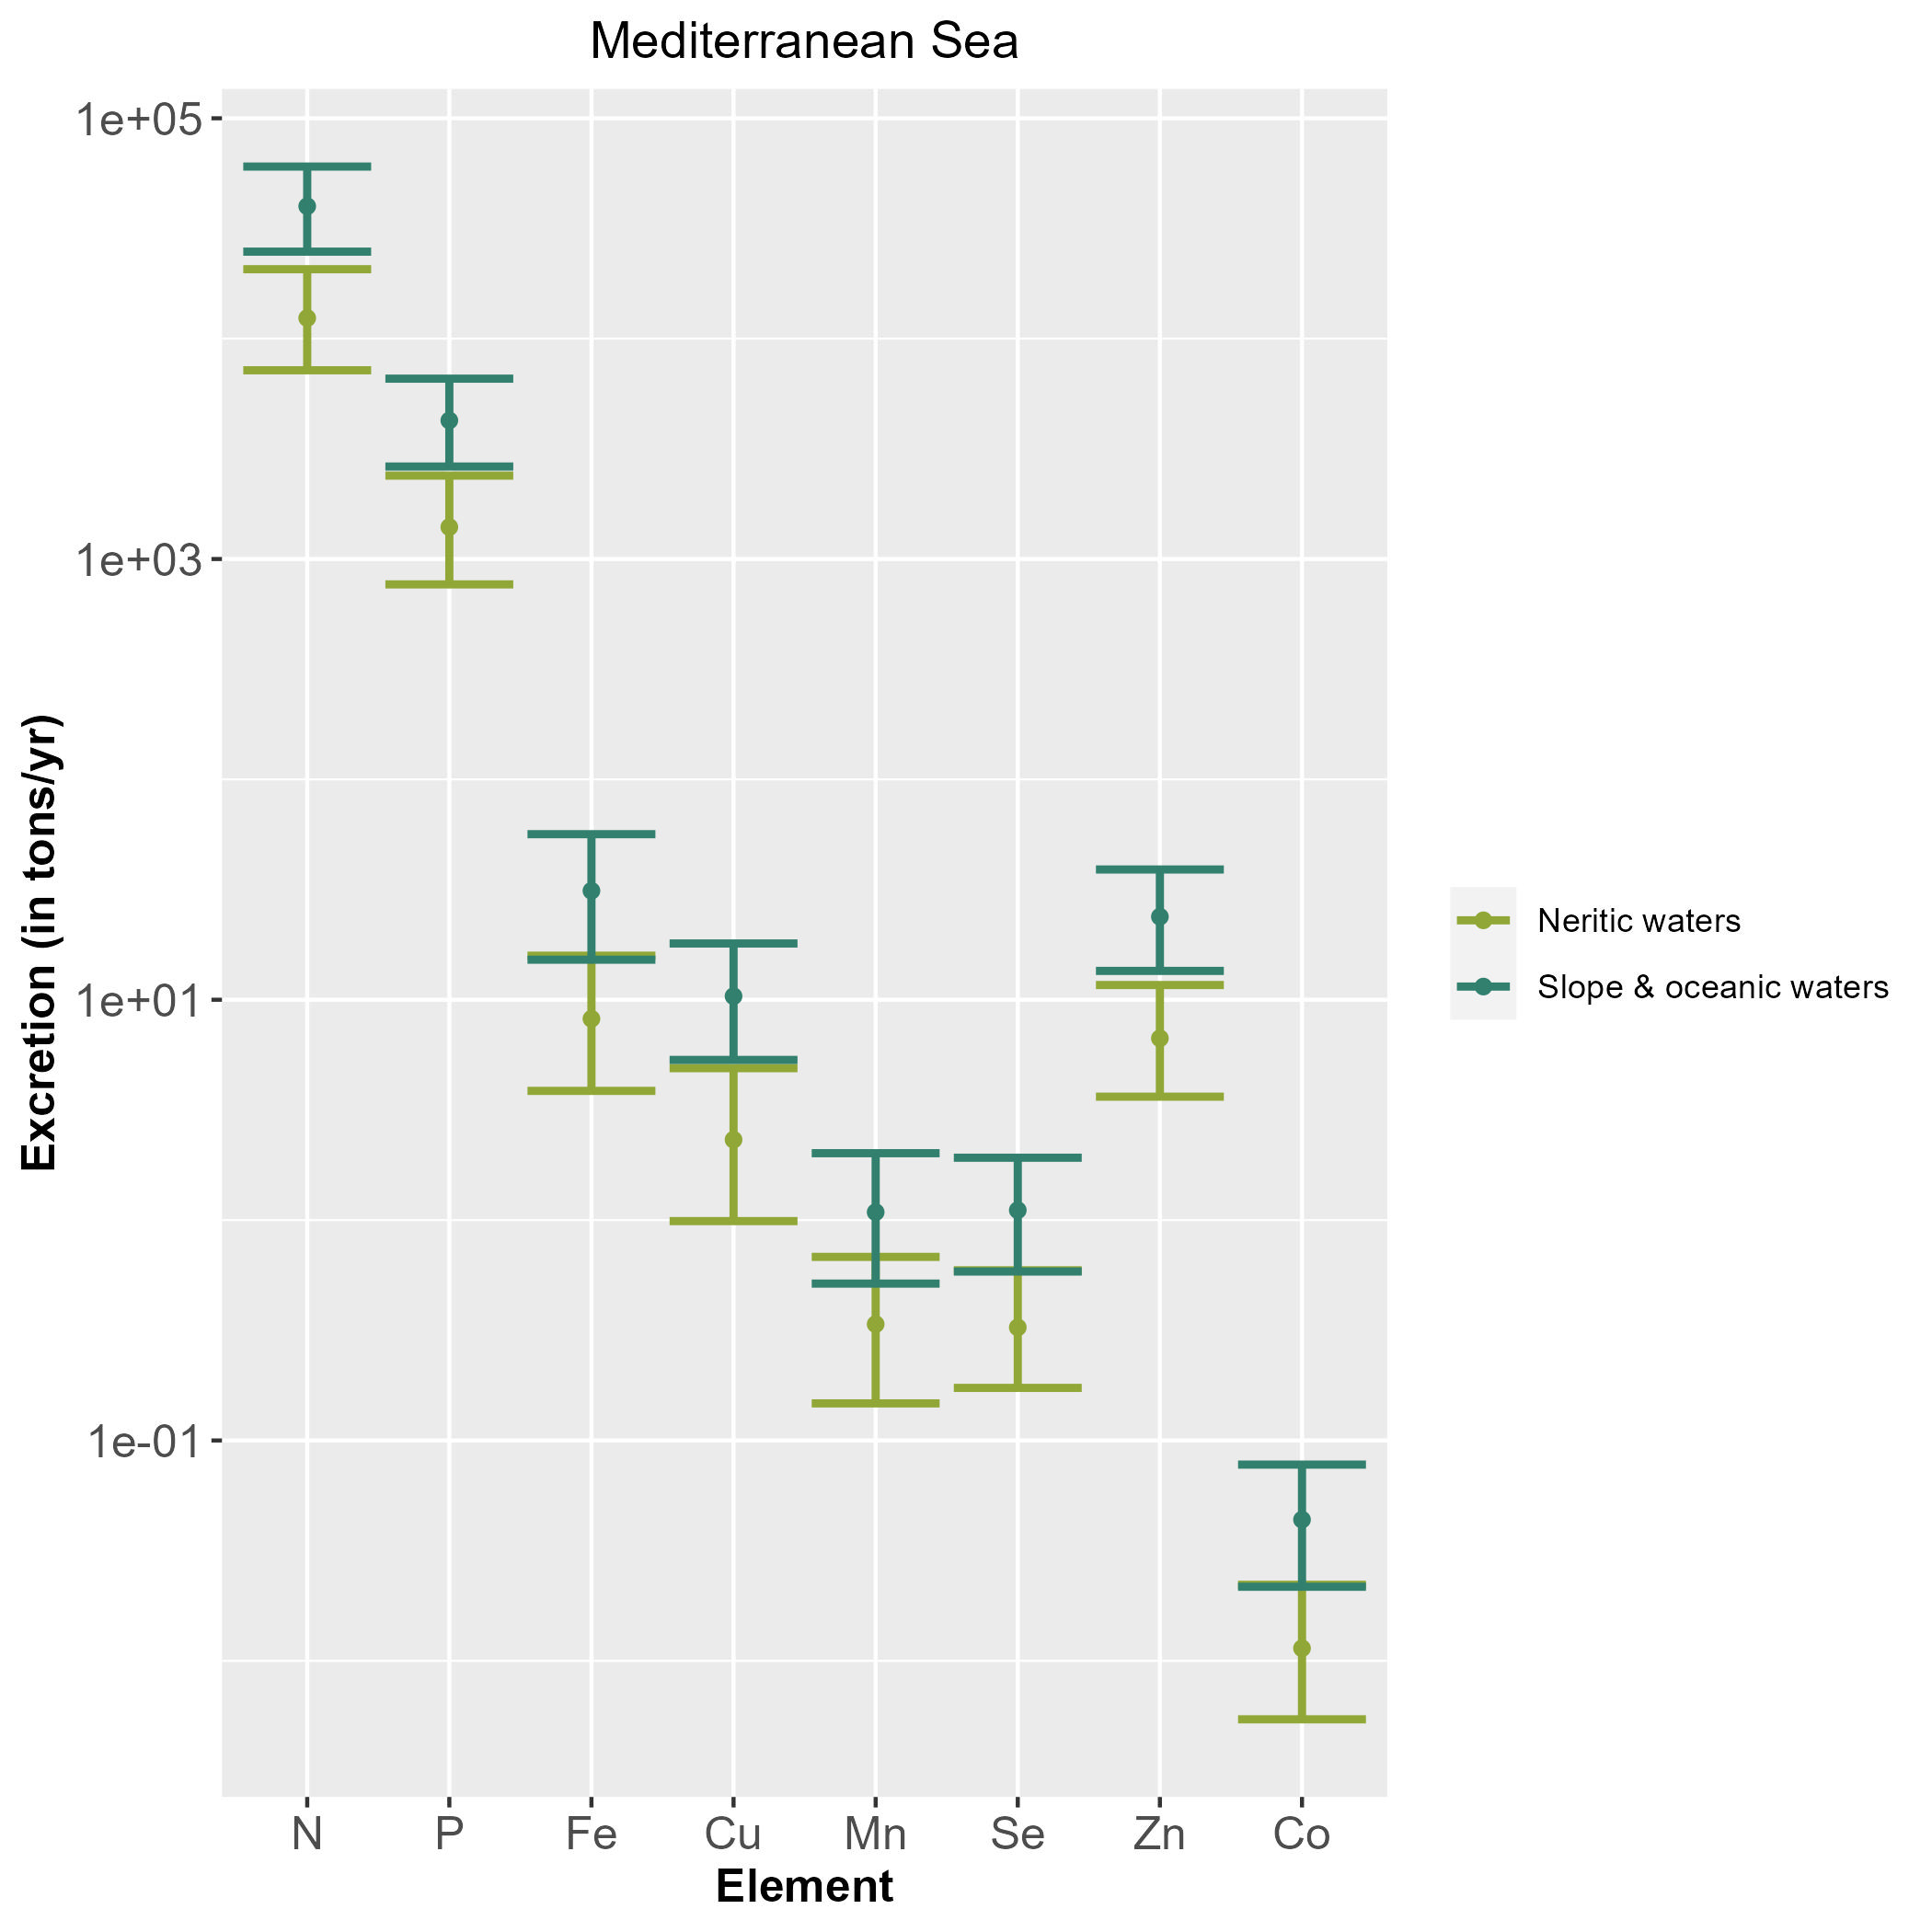 Mediterranean Sea
1e+05
1e+03
1e+01
1e-01
Excretion (in tons/yr)
N P Fe Cu Mn Se Zn Co
Element
Neritic waters
Slope & oceanic waters